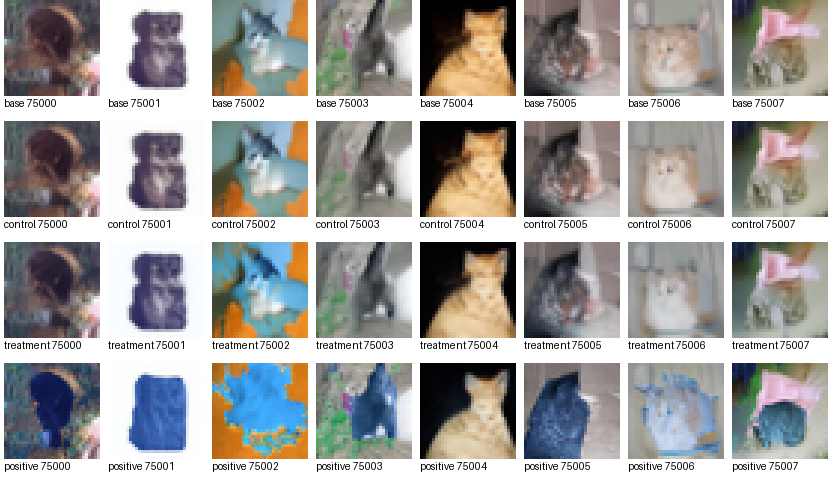 base 75000 base 75001 base 75002 base 75003 base 75004 base 75005 base 75006 base 75007
control 75000 control 75001 control 75002 control 75003 control 75004 control 75005 control 75006 control 75007
treatment 75000 treatment 75001 treatment 75002 treatment 75003 treatment 75004 treatment 75005 treatment 75006 treatment 75007
positive 75000 positive 75001 positive 75002 positive 75003 positive 75004 positive 75005 positive 75006 positive 75007